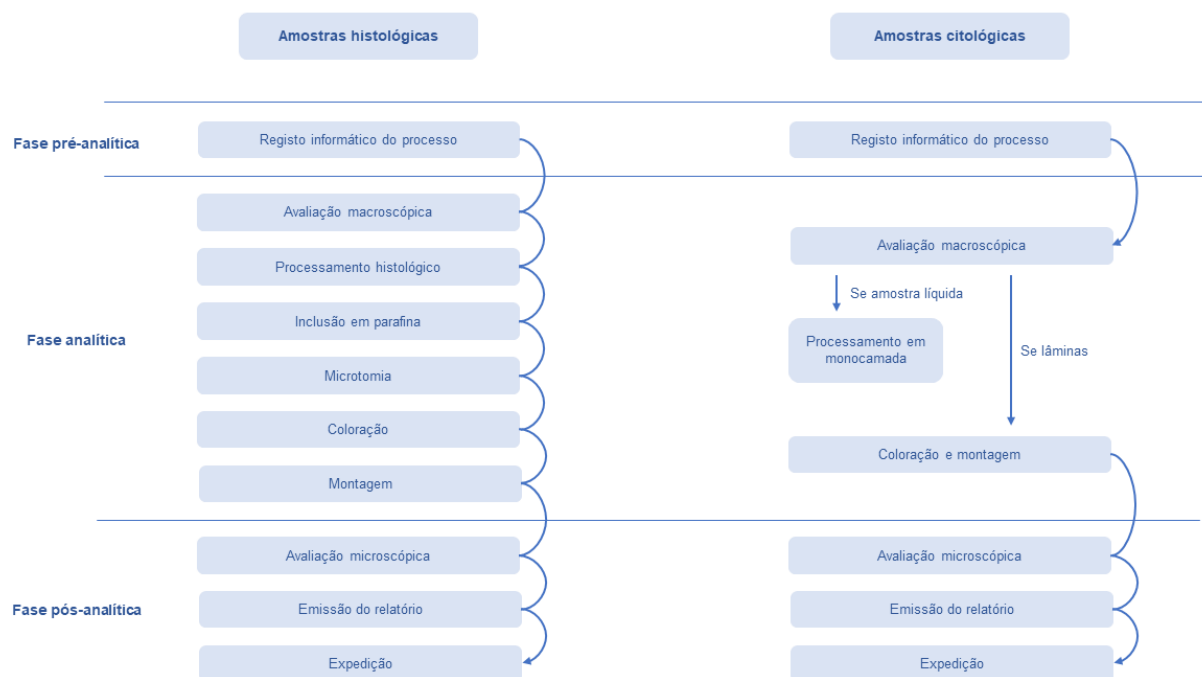 Amostras histológicas
Amostras citológicas
Fase pré-analítica
Registo informático do processo
Registo informático do processo
Fase analítica
Avaliação macroscópica
Processamento histológico
Inclusão em parafina
Microtomia
Coloração
Montagem
Avaliação macroscópica
Se amostra líquida
Processamento em
monocamada
Se lâminas
Coloração e montagem
Fase pós-analítica
Avaliação microscópica
Emissão do relatório
Expedição
Avaliação microscópica
Emissão do relatório
Expedição